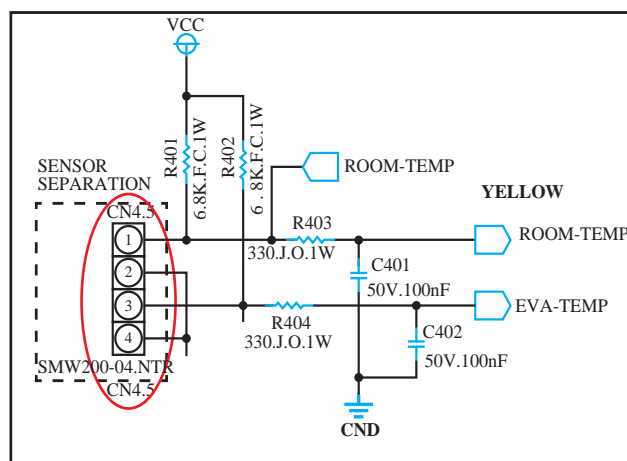 VCC
R401
6.8K.F.C.1W
R402
6 . 8K.F.C.1W
SENSOR
SEPARATION
CN4.5
1
2
3
4
SMW200-04.NTR
CN4.5
ROOM-TEMP
YELLOW
R403
330.J.O.1W
ROOM-TEMP
C401
50V.100nF
EVA-TEMP
R404
330.J.O.1W
C402
50V.100nF
CND